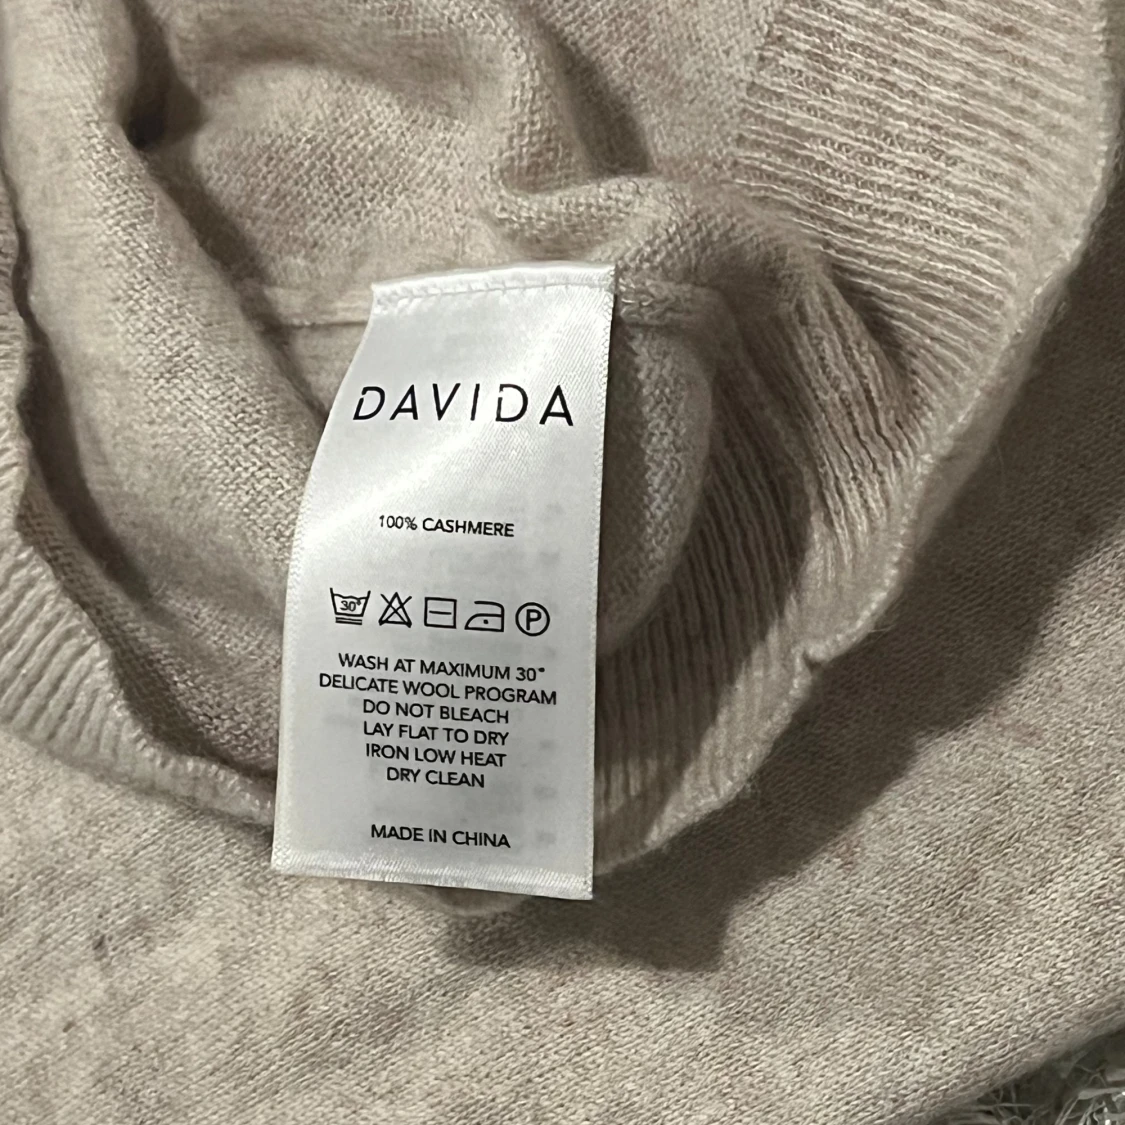 DAVIDA
100% CASHMERE
30°
P
WASH AT MAXIMUM 30°
DELICATE WOOL PROGRAM
DO NOT BLEACH
LAY FLAT TO DRY
IRON LOW HEAT
DRY CLEAN
MADE IN CHINA